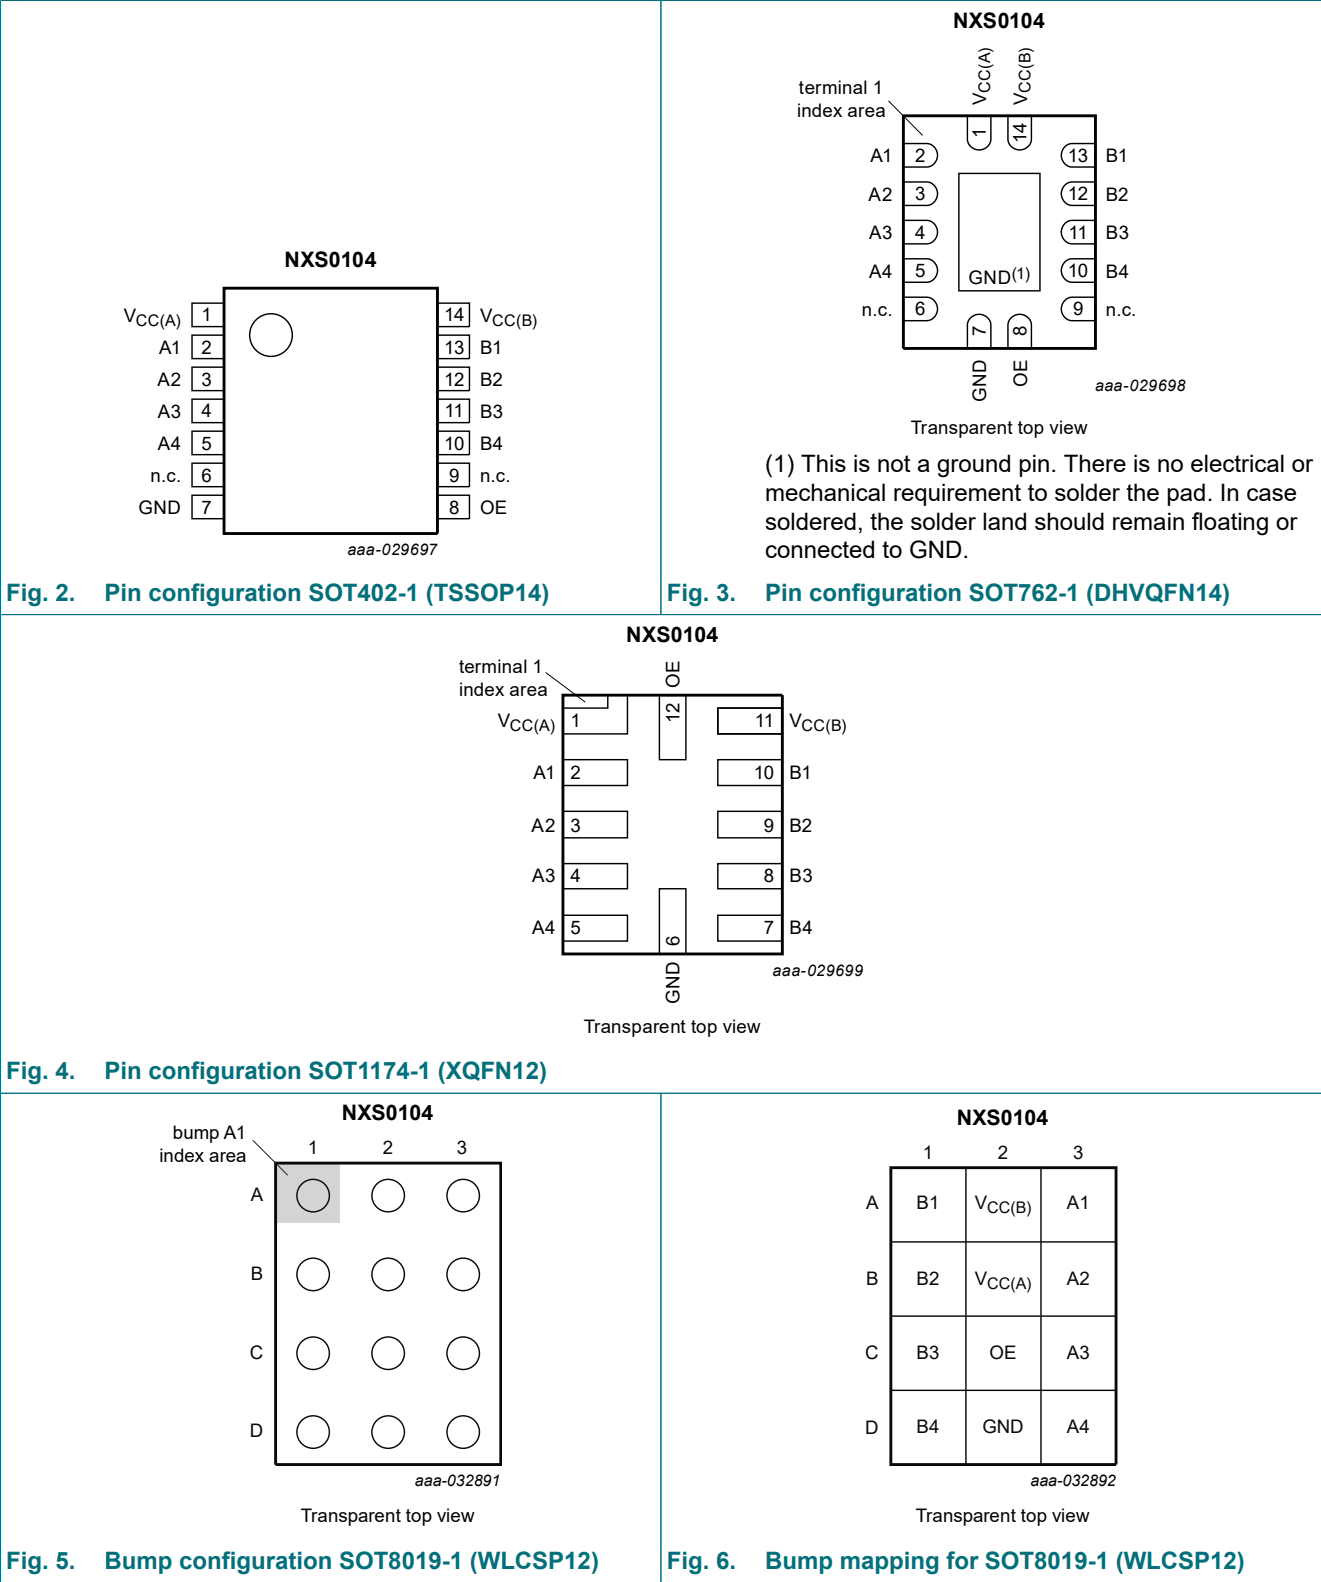 NXS0104
VCC(A) 1 14 VCC(B)
A1 2 13 B1
A2 3 12 B2
A3 4 11 B3
A4 5 10 B4
n.c. 6 9 n.c.
GND 7 8 OE
aaa-029697
Fig. 2. Pin configuration SOT402-1 (TSSOP14)
NXS0104
terminal 1
index area
VCC(A) VCC(B)
1 14
A1 2 13 B1
A2 3 12 B2
A3 4 11 B3
A4 5 10 B4
GND(1)
n.c. 6 9 n.c.
7 8
GND OE
aaa-029698
Transparent top view
(1) This is not a ground pin. There is no electrical or
mechanical requirement to solder the pad. In case
soldered, the solder land should remain floating or
connected to GND.
Fig. 3. Pin configuration SOT762-1 (DHVQFN14)
NXS0104
terminal 1
index area
OE
12
VCC(A) 1 11 VCC(B)
A1 2 10 B1
A2 3 9 B2
A3 4 8 B3
A4 5 7 B4
6
GND
aaa-029699
Transparent top view
Fig. 4. Pin configuration SOT1174-1 (XQFN12)
NXS0104
bump A1
index area
1 2 3
A
B
C
D
aaa-032891
Transparent top view
Fig. 5. Bump configuration SOT8019-1 (WLCSP12)
NXS0104
1 2 3
A B1 VCC(B) A1
B B2 VCC(A) A2
C B3 OE A3
D B4 GND A4
aaa-032892
Transparent top view
Fig. 6. Bump mapping for SOT8019-1 (WLCSP12)